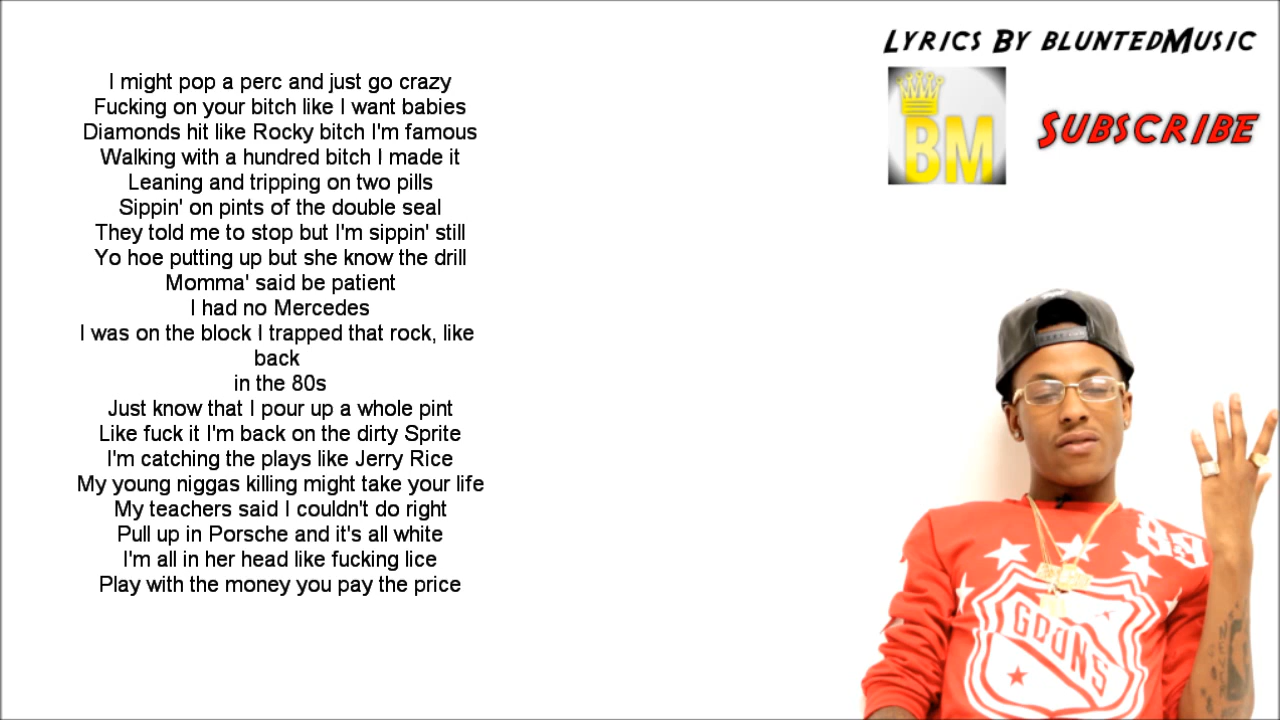 Lyrics By bluntedMusic
BM
Subscribe
I might pop a perc and just go crazy
Fucking on your bitch like I want babies
Diamonds hit like Rocky bitch I'm famous
Walking with a hundred bitch I made it
Leaning and tripping on two pills
Sippin' on pints of the double seal
They told me to stop but I'm sippin' still
Yo hoe putting up but she know the drill
Momma' said be patient
I had no Mercedes
I was on the block I trapped that rock, like
back
in the 80s
Just know that I pour up a whole pint
Like fuck it I'm back on the dirty Sprite
I'm catching the plays like Jerry Rice
My young niggas killing might take your life
My teachers said I couldn't do right
Pull up in Porsche and it's all white
I'm all in her head like fucking lice
Play with the money you pay the price
GOUNS